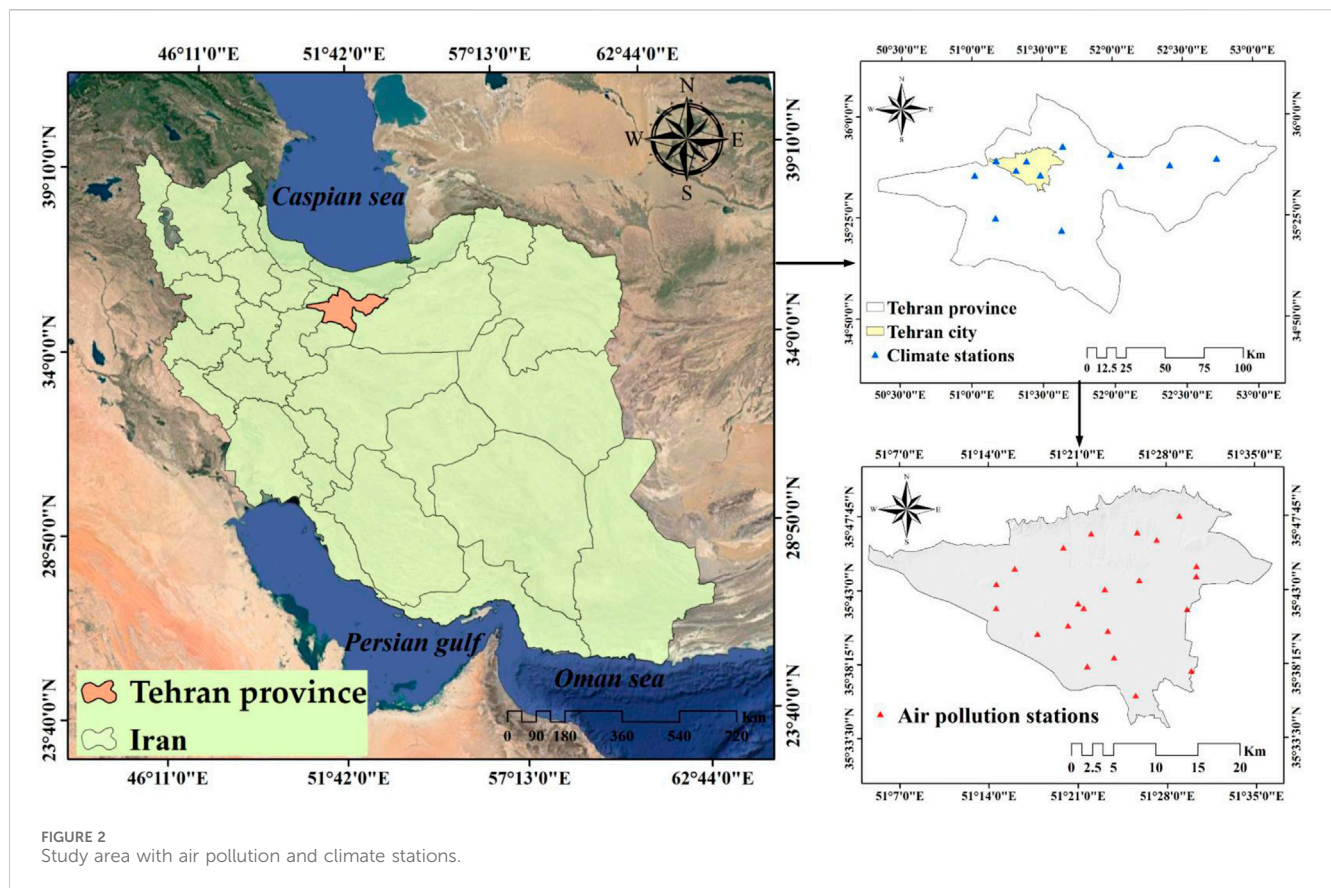 46°11'0"E 51°42'0"E 57°13'0"E 62°44'0"E
39°10'0"N
34°0'0"N
28°50'0"N
23°40'0"N
N
W E
S
Caspian sea
Persian gulf
Oman sea
Tehran province
Iran
0 90 180 360 540 720
Km
39°10'0"N
34°0'0"N
28°50'0"N
23°40'0"N
46°11'0"E 51°42'0"E 57°13'0"E 62°44'0"E
50°30'0"E 51°0'0"E 51°30'0"E 52°0'0"E 52°30'0"E 53°0'0"E
36°0'0"N
35°25'0"N
34°50'0"N
N
W E
S
Tehran province
Tehran city
Climate stations
Km
0 12.5 25 50 75 100
36°0'0"N
35°25'0"N
34°50'0"N
50°30'0"E 51°0'0"E 51°30'0"E 52°0'0"E 52°30'0"E 53°0'0"E
51°7'0"E 51°14'0"E 51°21'0"E 51°28'0"E 51°35'0"E
35°47'45"N
35°43'0"N
35°38'15"N
35°33'30"N
N
W E
S
Air pollution stations
Km
0 2.5 5 10 15 20
35°47'45"N
35°43'0"N
35°38'15"N
35°33'30"N
51°7'0"E 51°14'0"E 51°21'0"E 51°28'0"E 51°35'0"E
FIGURE 2
Study area with air pollution and climate stations.